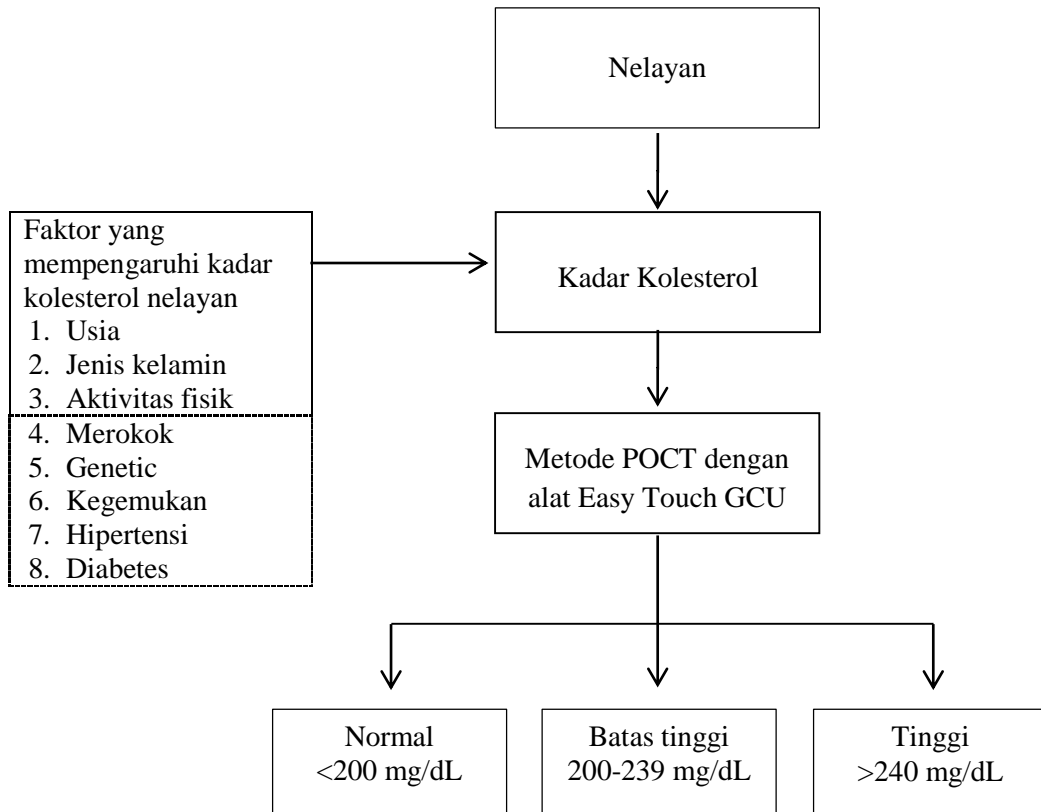 Nelayan
Faktor yang
mempengaruhi kadar
kolesterol nelayan
1. Usia
2. Jenis kelamin
3. Aktivitas fisik
4. Merokok
5. Genetic
6. Kegemukan
7. Hipertensi
8. Diabetes
Kadar Kolesterol
Metode POCT dengan
alat Easy Touch GCU
Normal
<200 mg/dL
Batas tinggi
200-239 mg/dL
Tinggi
>240 mg/dL